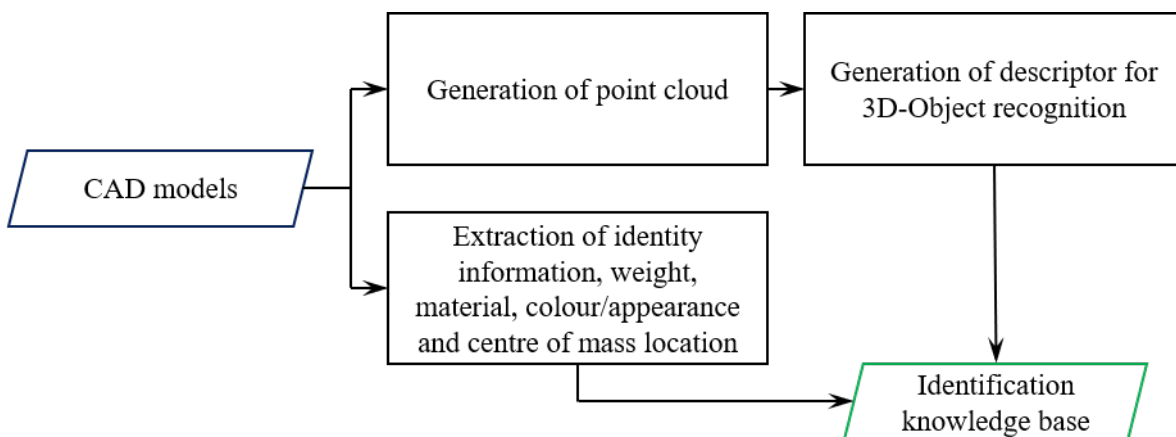 Generation of point cloud
Generation of descriptor for
3D-Object recognition
CAD models
Extraction of identity
information, weight,
material, colour/appearance
and centre of mass location
Identification
knowledge base